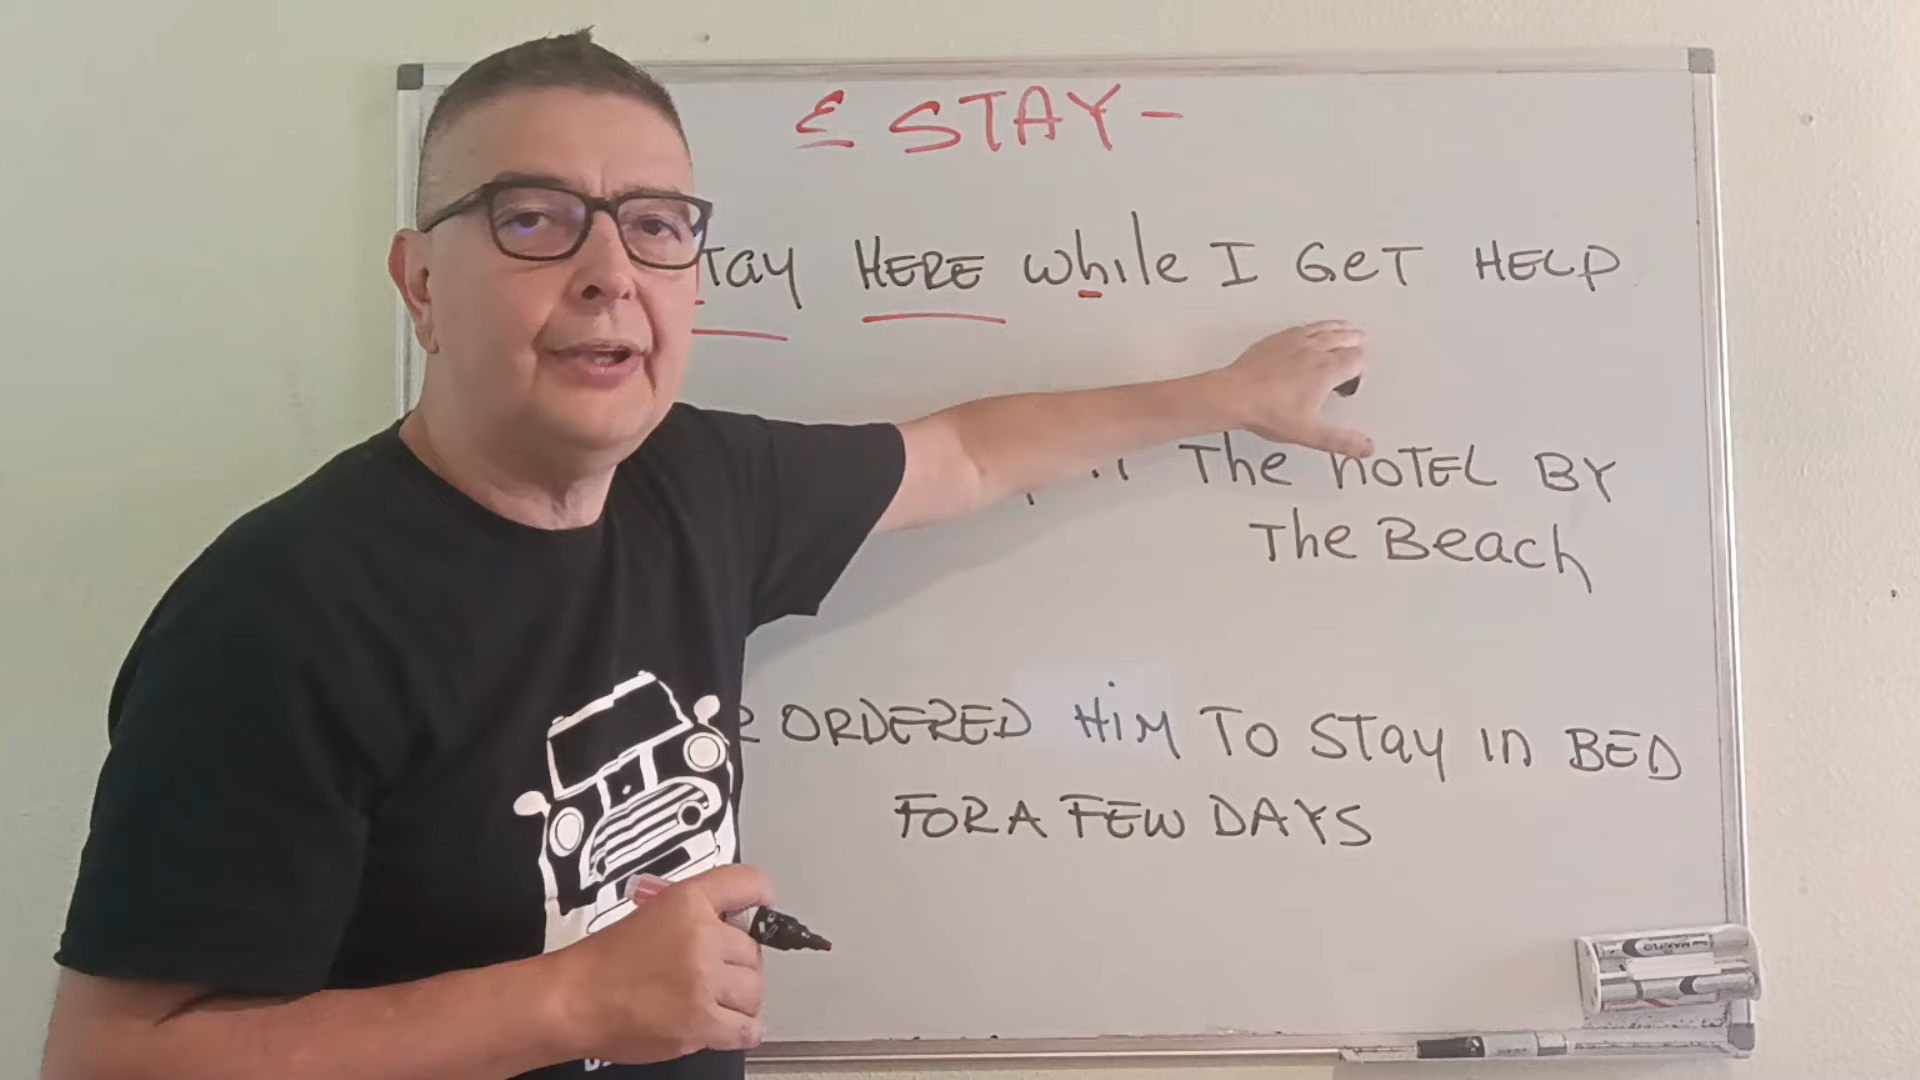 & STAY -
Tay HERE while I GeT HELP
The hoTEL BY
The Beach
R ORDERED HiM TO STay in BED
FOR A FEW DAYS